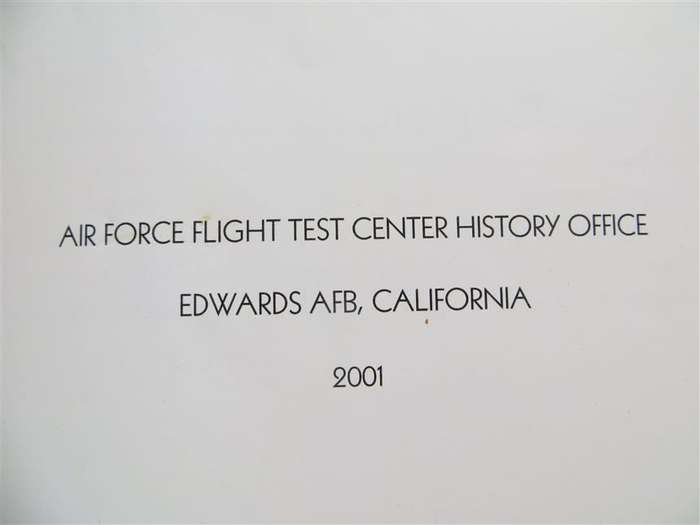 AIR FORCE FLIGHT TEST CENTER HISTORY OFFICE
EDWARDS AFB, CALIFORNIA
2001